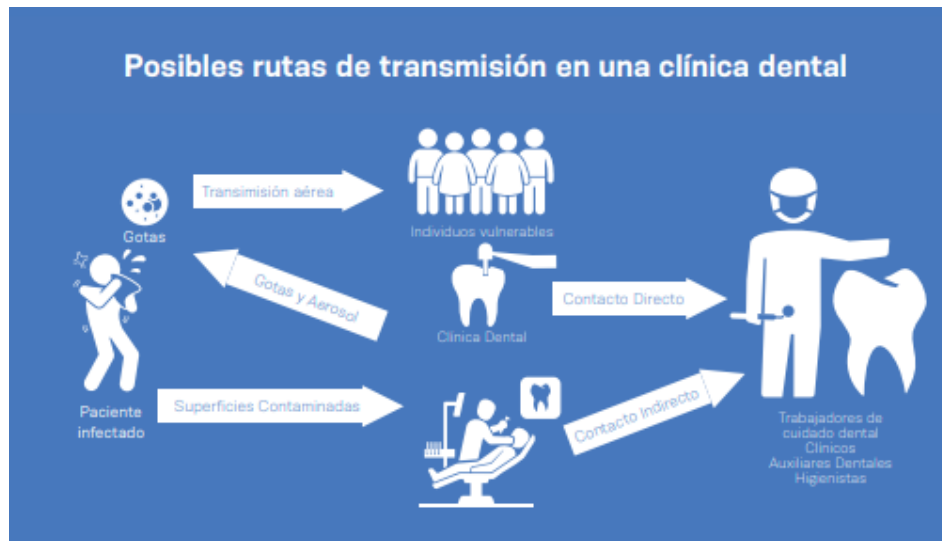 Posibles rutas de transmisión en una clínica dental
Transimisión aérea
Gotas
Individuos vulnerables
Gotas y Aerosol
Contacto Directo
Clínica Dental
Superficies Contaminadas
Contacto Indirecto
Paciente
infectado
Trabajadores de
cuidado dental
Clínicos
Auxiliares Dentales
Higienistas